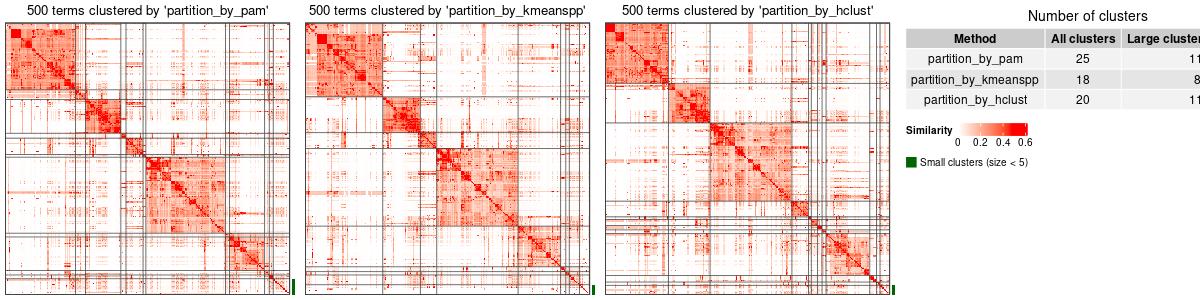 500 terms clustered by 'partition_by_pam'
500 terms clustered by 'partition_by_kmeanspp'
500 terms clustered by 'partition_by_hclust'
Number of clusters
Method All clusters Large cluster
partition_by_pam 25 11
partition_by_kmeanspp 18 8
partition_by_hclust 20 11
Similarity
0 0.2 0.4 0.6
Small clusters (size < 5)